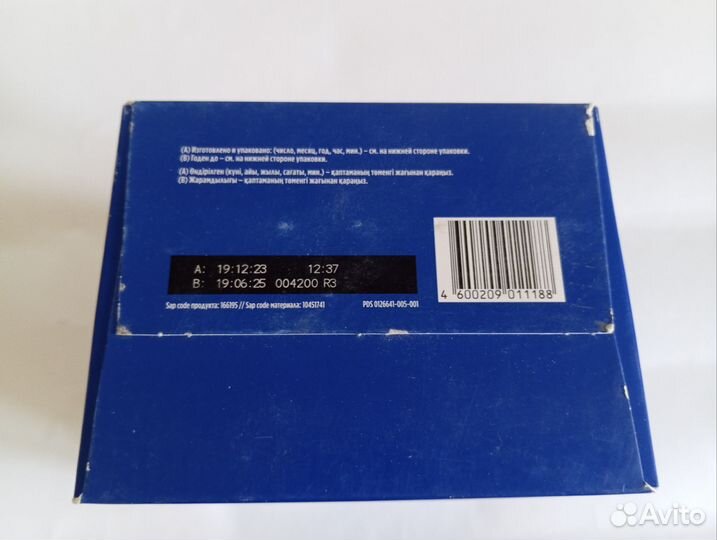 (A) Изготовлено и упаковано: (число, месяц, год, час, мин.) – см. на нижней стороне упаковки.
(B) Годен до – см. на нижней стороне упаковки.
(A) Өндірілген (күні, айы, жылы, сағаты, мин.) – қаптаманың төменгі жағынан қараңыз.
(B) Жарамдылығы – қаптаманың төменгі жағынан қараңыз.
A: 19:12:23 12:37
B: 19:06:25 004200 R3
Sap code продукта: 166195 // Sap code материала: 10451741
PDS 0126641-005-001
4 600209 011188
Avito